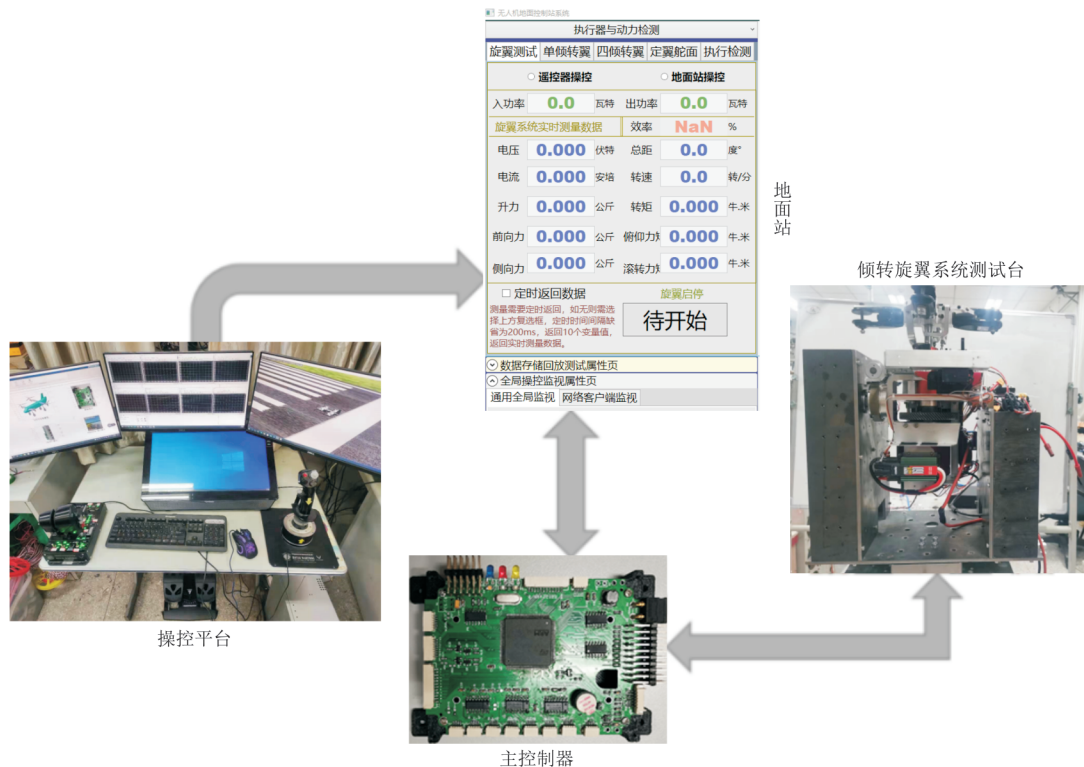 无人机地面控制站系统
执行器与动力检测
旋翼测试 单倾转翼 四倾转翼 定翼舵面 执行检测
遥控器操控 地面站操控
入功率 0.0 瓦特 出功率 0.0 瓦特
旋翼系统实时测量数据 效率 NaN %
电压 0.000 伏特 总距 0.0 度°
电流 0.000 安培 转速 0.0 转/分
升力 0.000 公斤 转矩 0.000 牛.米
前向力 0.000 公斤 俯仰力 0.000 牛.米
侧向力 0.000 公斤 滚转力 0.000 牛.米
定时返回数据 旋翼启停
测量需要定时返回，如无则需选
择上方复选框，定时时间间隔缺
省为200ms，返回10个变量值，
返回实时测量数据。
待开始
数据存储回放测试属性页
全局操控监视属性页
通用全局监视 网络客户端监视
地面站
倾转旋翼系统测试台
操控平台
主控制器